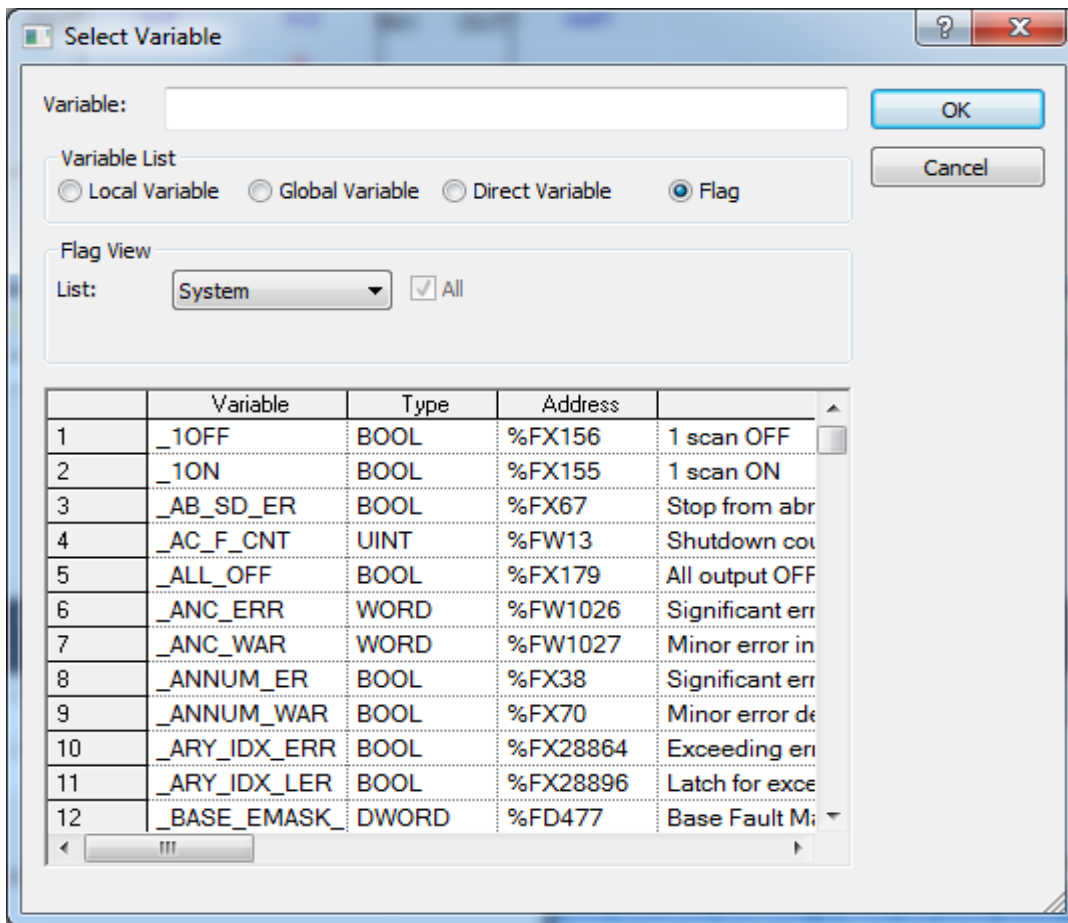 Select Variable
Variable:
OK
Variable List
Cancel
Local Variable Global Variable Direct Variable Flag
Flag View
List: System All
Variable Type Address
1 _1OFF BOOL %FX156 1 scan OFF
2 _1ON BOOL %FX155 1 scan ON
3 _AB_SD_ER BOOL %FX67 Stop from abr
4 _AC_F_CNT UINT %FW13 Shutdown cou
5 _ALL_OFF BOOL %FX179 All output OFF
6 _ANC_ERR WORD %FW1026 Significant err
7 _ANC_WAR WORD %FW1027 Minor error in
8 _ANNUM_ER BOOL %FX38 Significant err
9 _ANNUM_WAR BOOL %FX70 Minor error de
10 _ARY_IDX_ERR BOOL %FX28864 Exceeding err
11 _ARY_IDX_LER BOOL %FX28896 Latch for exce
12 _BASE_EMASK_ DWORD %FD477 Base Fault Ma